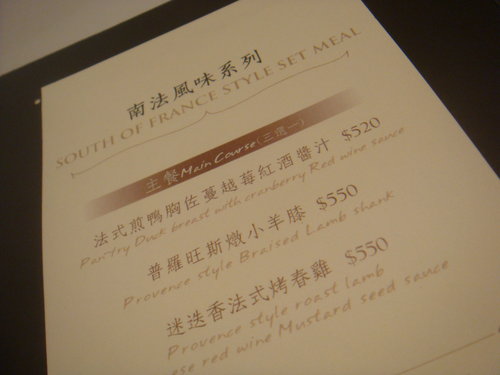 南法風味系列
SOUTH OF FRANCE STYLE SET MEAL
主餐Main Course(三選一)
法式煎鴨胸佐蔓越莓紅酒醬汁 $520
Pantry Duck breast with cranberry Red wine sauce
普羅旺斯燉小羊膝 $550
Provence style Braised Lamb shank
迷迭香法式烤春雞 $550
Provence style roast lamb
ese red wine Mustard seed sauce